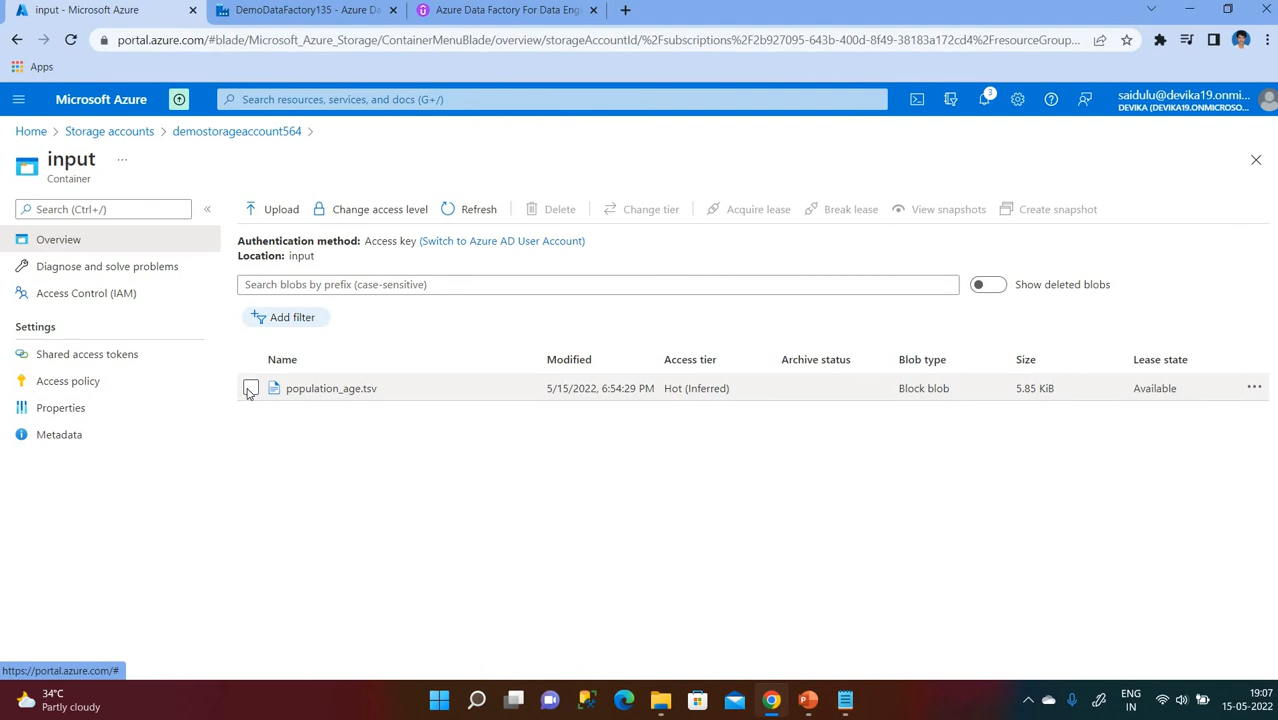 input - Microsoft Azure
DemoDataFactory135 - Azure Da
Azure Data Factory For Data Eng
portal.azure.com/#blade/Microsoft_Azure_Storage/ContainerMenuBlade/overview/storageAccountId/%2Fsubscriptions%2F2b927095-643b-400d-8f49-38183a172cd4%2FresourceGroup...
Apps
Microsoft Azure
Search resources, services, and docs (G+/)
3
saidulu@devika19.onmi...
DEVIKA (DEVIKA19.ONMICROSO...
Home > Storage accounts > demostorageaccount564 >
input ...
Container
Search (Ctrl+/)
«
Overview
Diagnose and solve problems
Access Control (IAM)
Settings
Shared access tokens
Access policy
Properties
Metadata
Upload
Change access level
Refresh
Delete
Change tier
Acquire lease
Break lease
View snapshots
Create snapshot
Authentication method: Access key (Switch to Azure AD User Account)
Location: input
Search blobs by prefix (case-sensitive)
Show deleted blobs
Add filter
Name Modified Access tier Archive status Blob type Size Lease state
population_age.tsv 5/15/2022, 6:54:29 PM Hot (Inferred) Block blob 5.85 KiB Available ...
https://portal.azure.com/#
34°C
Partly cloudy
ENG
IN
19:07
15-05-2022